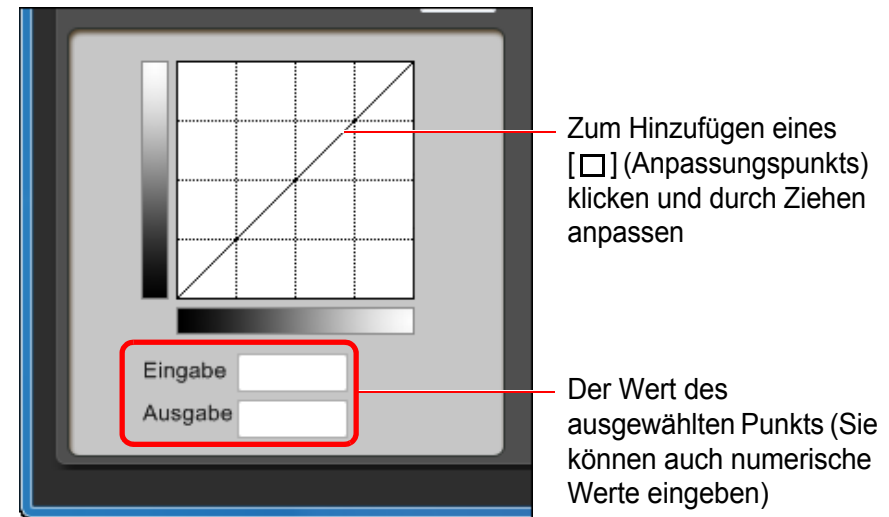 Zum Hinzufügen eines
[□] (Anpassungspunkts)
klicken und durch Ziehen
anpassen
Eingabe
Ausgabe
Der Wert des
ausgewählten Punkts (Sie
können auch numerische
Werte eingeben)